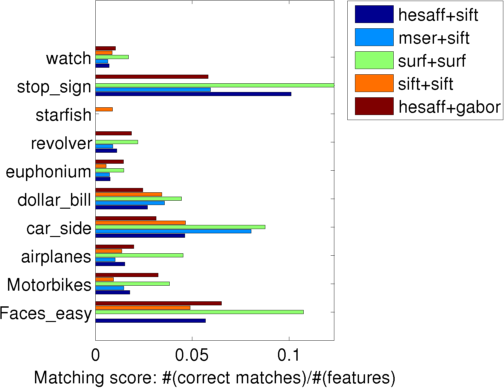 hesaff+sift
mser+sift
surf+surf
sift+sift
hesaff+gabor
watch
stop_sign
starfish
revolver
euphonium
dollar_bill
car_side
airplanes
Motorbikes
Faces_easy
0 0.05 0.1
Matching score: #(correct matches)/#(features)